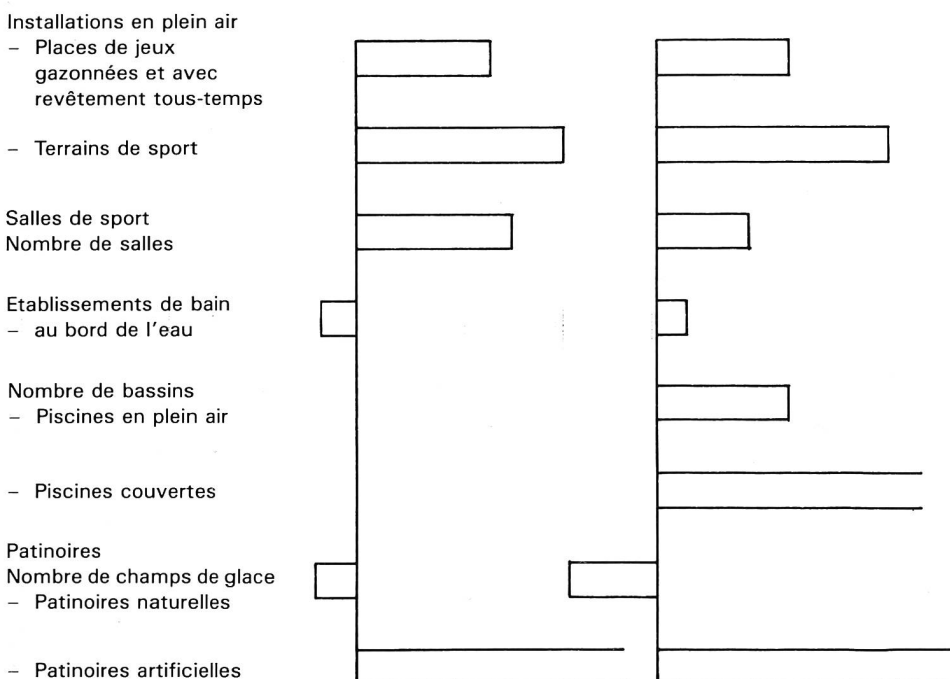 Installations en plein air
– Places de jeux
gazonnées et avec
revêtement tous-temps
– Terrains de sport
Salles de sport
Nombre de salles
Etablissements de bain
– au bord de l'eau
Nombre de bassins
– Piscines en plein air
– Piscines couvertes
Patinoires
Nombre de champs de glace
– Patinoires naturelles
– Patinoires artificielles